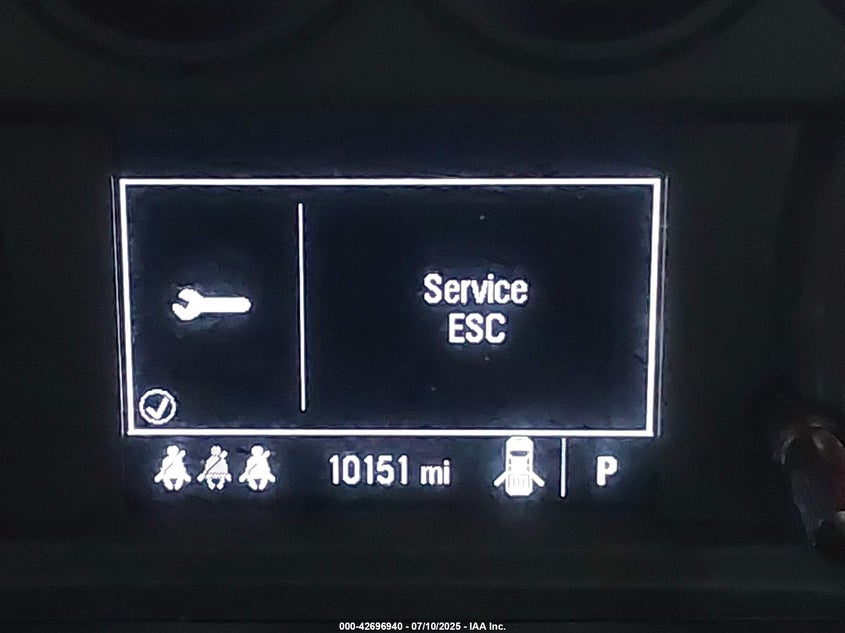 Service
ESC
10151 mi
P
000-42696940 - 07/10/2025 - IAA Inc.